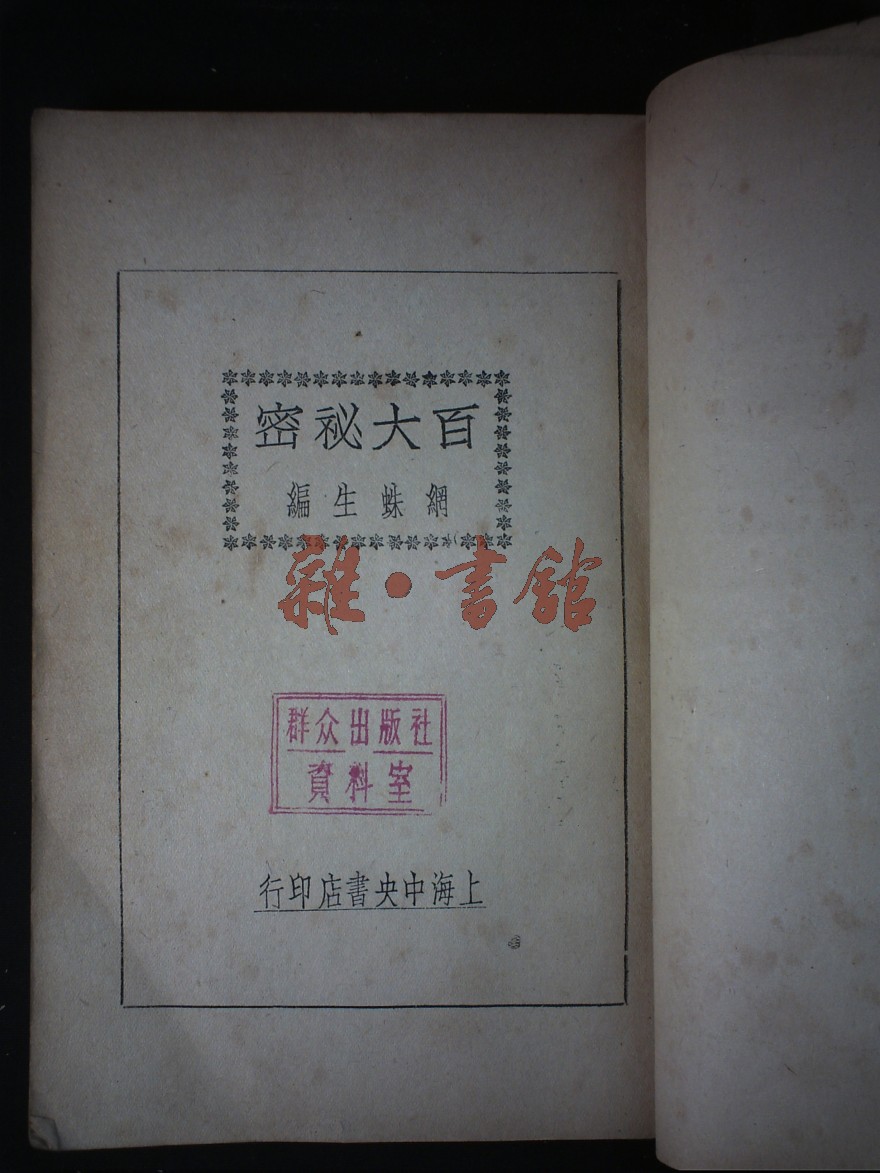 百大祕密
網蛛生編
雜·書館
群众出版社
資料室
上海中央書店印行